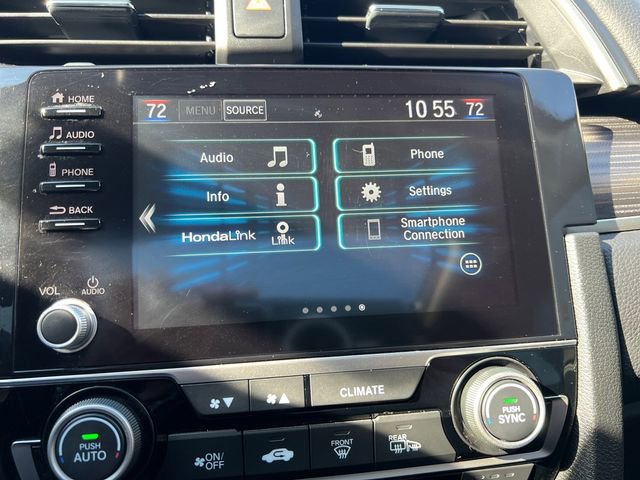 HOME
AUDIO
PHONE
BACK
VOL
AUDIO
72 MENU SOURCE 10 55 72
Audio
Phone
Info
i
Settings
HondaLink
Link
Smartphone
Connection
CLIMATE
PUSH
AUTO
ON/
OFF
FRONT
REAR
PUSH
SYNC